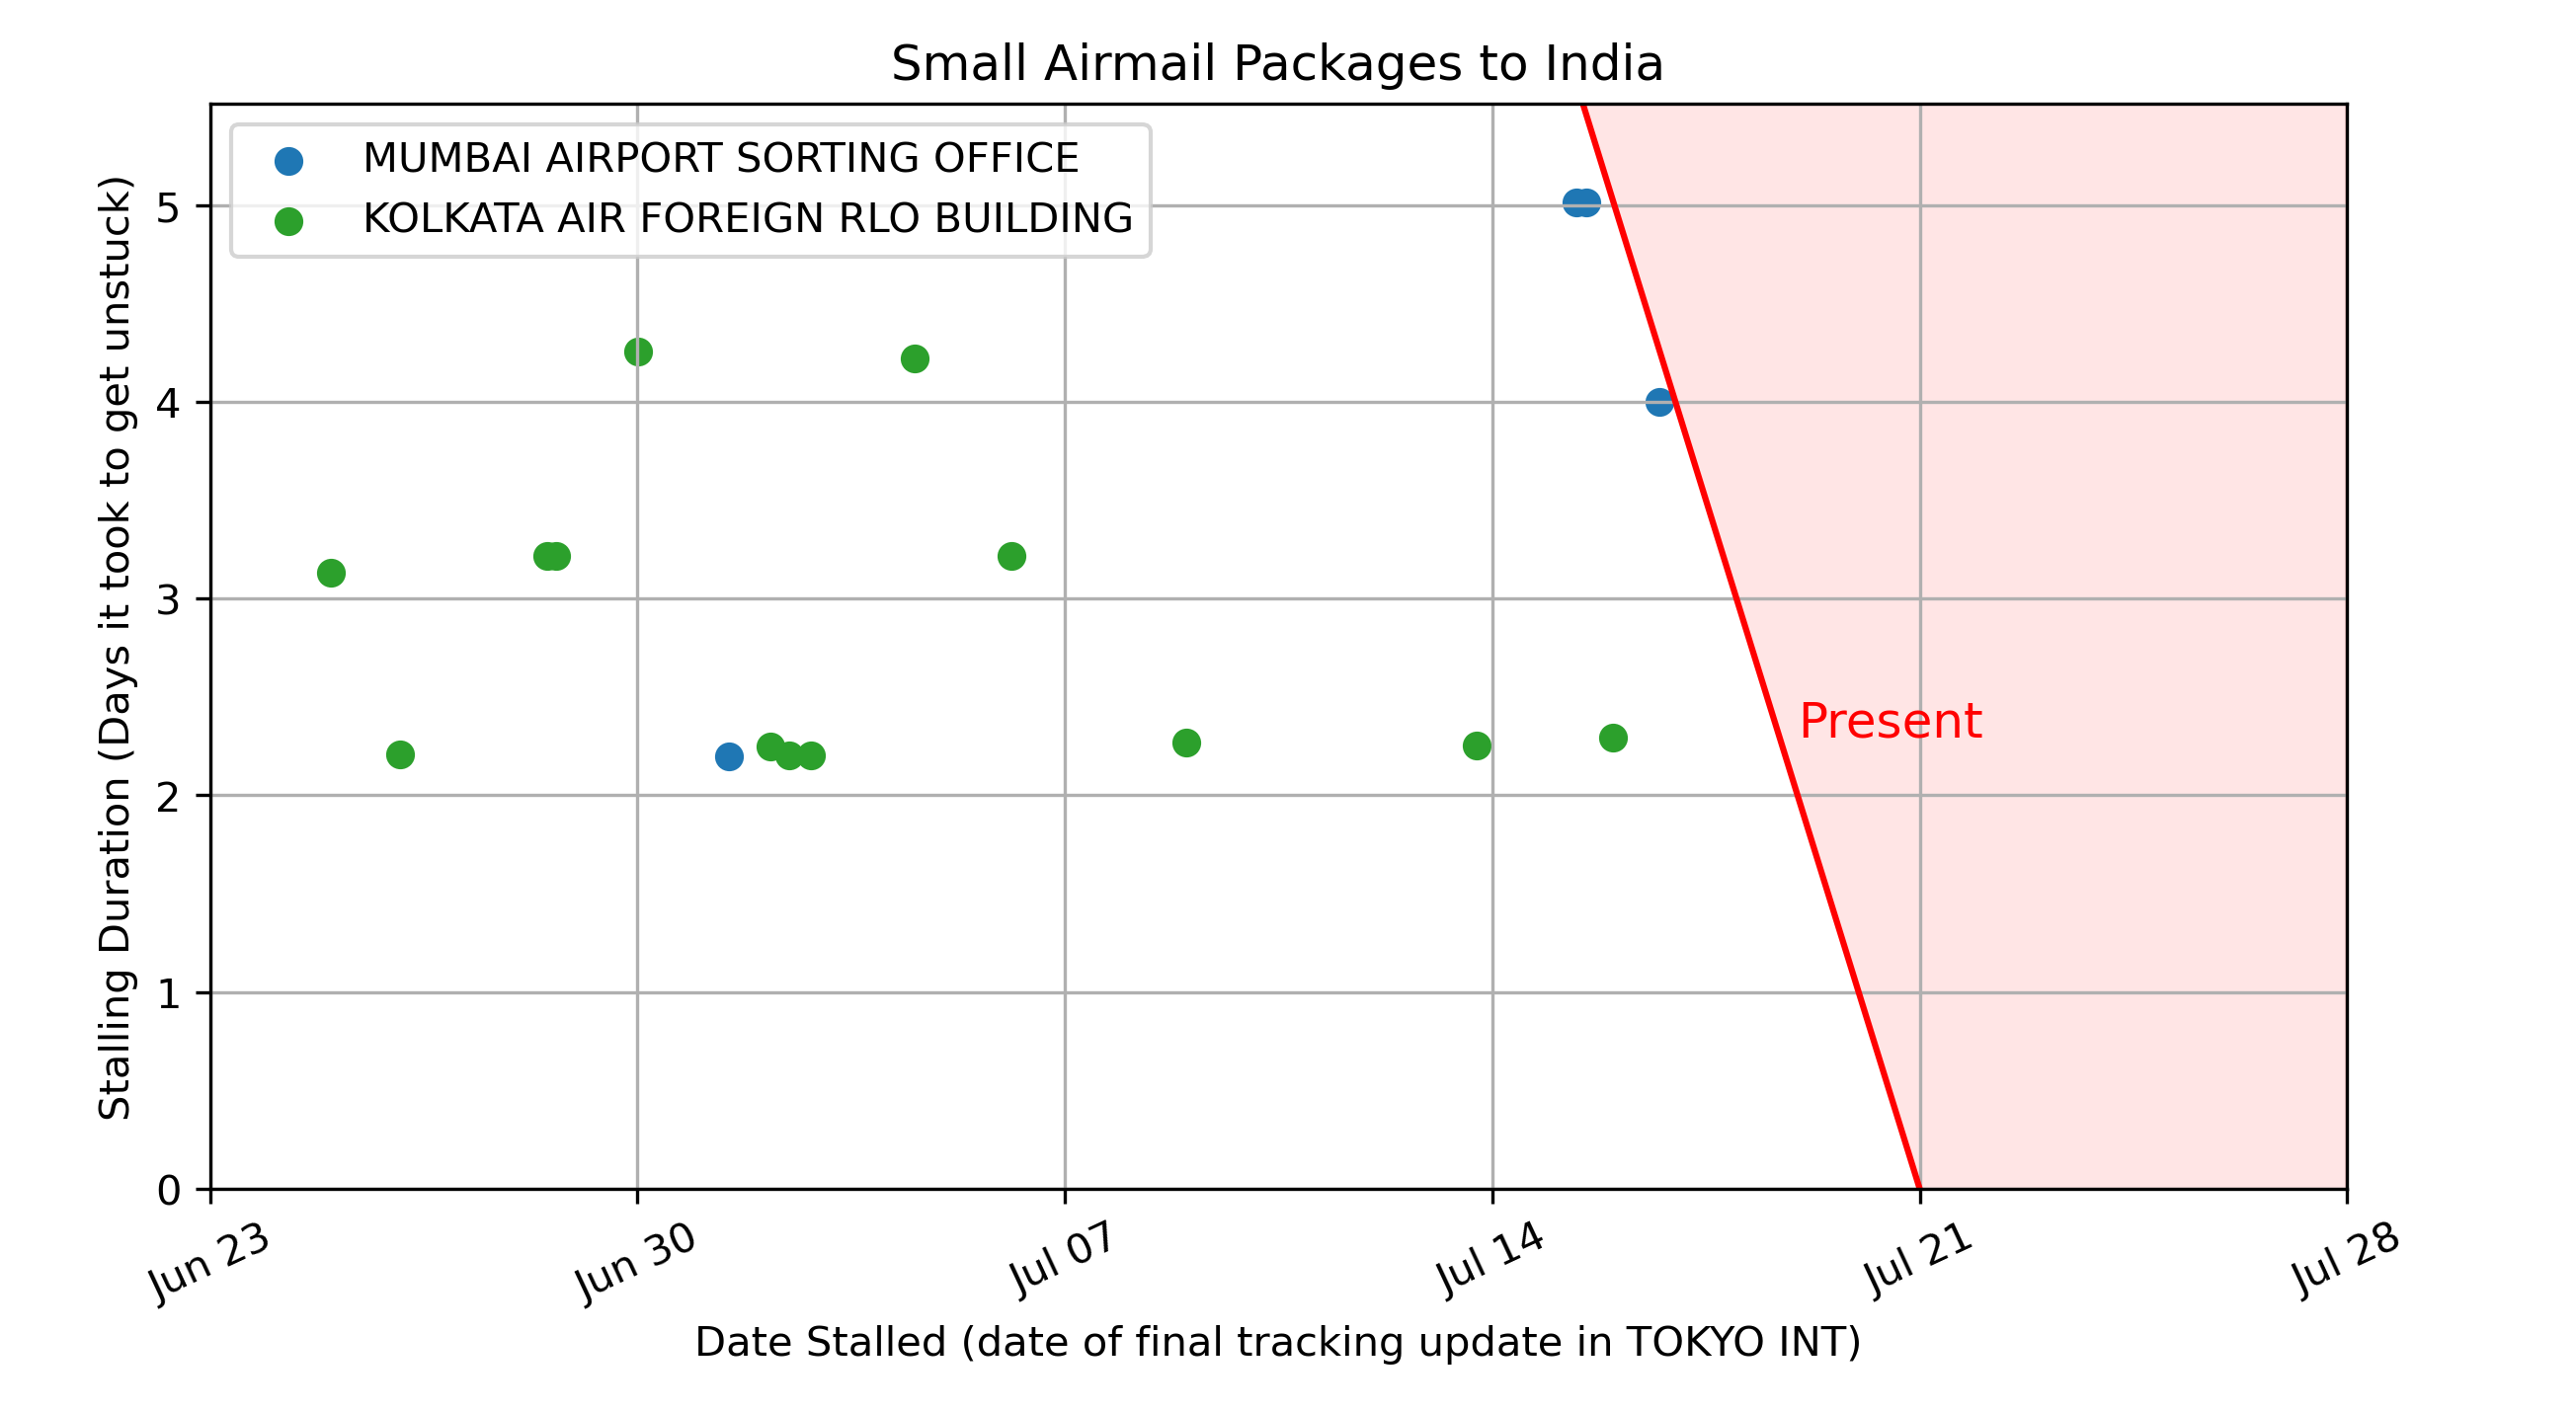 Small Airmail Packages to India
MUMBAI AIRPORT SORTING OFFICE
KOLKATA AIR FOREIGN RLO BUILDING
Stalling Duration (Days it took to get unstuck)
5
4
3
2
1
0
Present
Jun 23
Jun 30
Jul 07
Jul 14
Jul 21
Jul 28
Date Stalled (date of final tracking update in TOKYO INT)